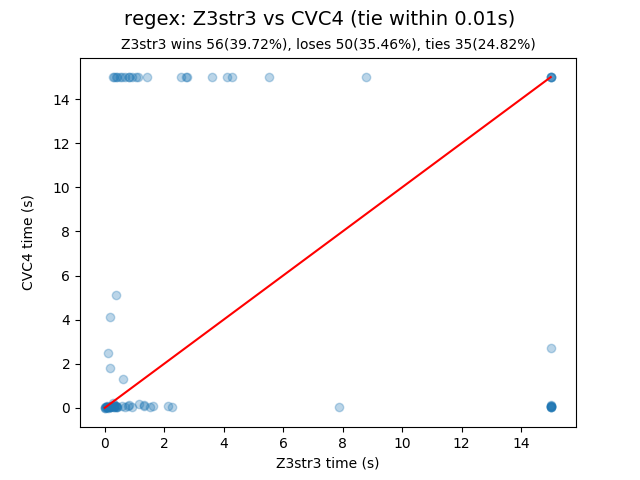 regex: Z3str3 vs CVC4 (tie within 0.01s)
Z3str3 wins 56(39.72%), loses 50(35.46%), ties 35(24.82%)
14
12
10
8
6
4
2
0
CVC4 time (s)
0 2 4 6 8 10 12 14
Z3str3 time (s)